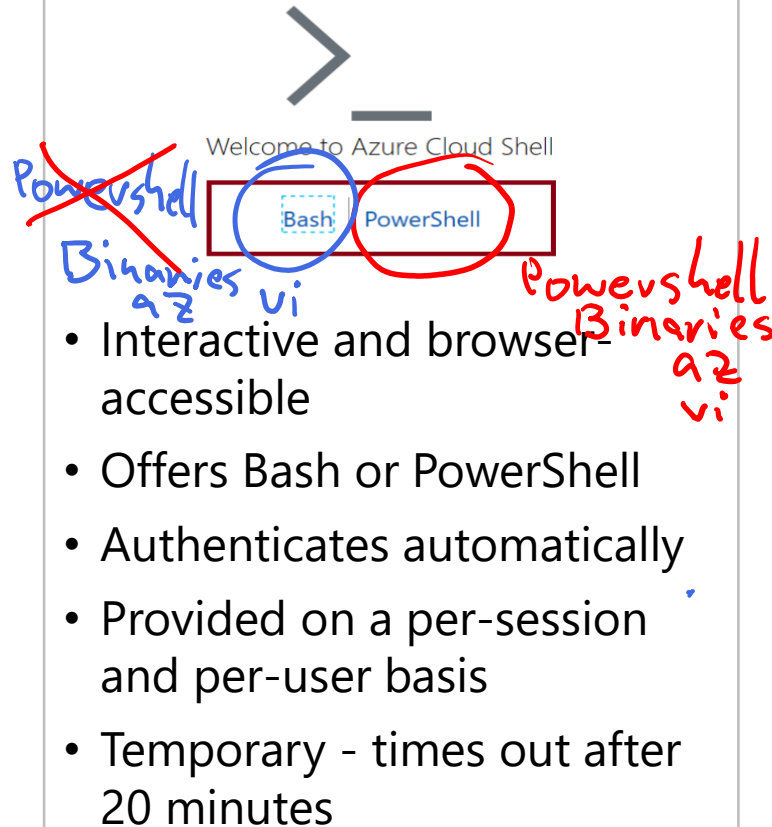 >_
Welcome to Azure Cloud Shell
Powershell
Bash | PowerShell
Binaries
az
vi
Powershell
Binaries
az
vi
• Interactive and browser-
accessible
• Offers Bash or PowerShell
• Authenticates automatically
• Provided on a per-session
and per-user basis
• Temporary - times out after
20 minutes